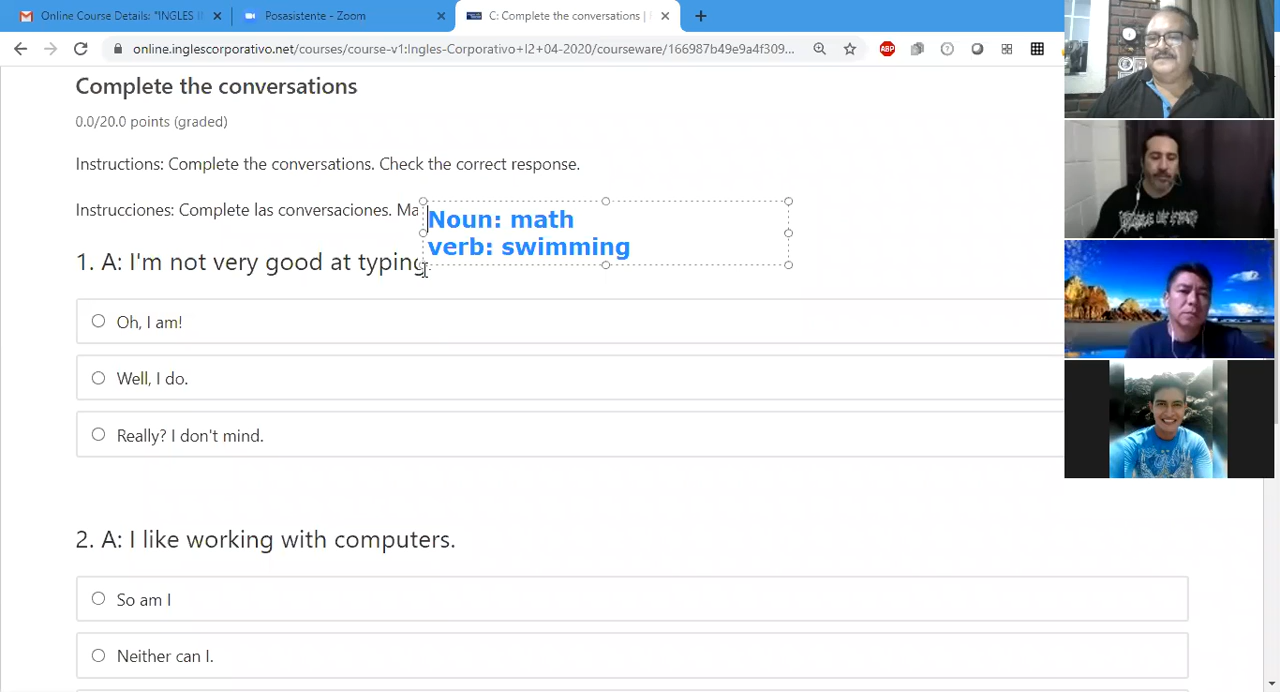 Online Course Details: "INGLES II
Posasistente - Zoom
C: Complete the conversations |
online.inglescorporativo.net/courses/course-v1:Ingles-Corporativo+I2+04-2020/courseware/166987b49e9a4f309...
ABP
Complete the conversations
0.0/20.0 points (graded)
Instructions: Complete the conversations. Check the correct response.
Instrucciones: Complete las conversaciones. Ma
Noun: math
verb: swimming
1. A: I'm not very good at typing
Oh, I am!
Well, I do.
Really? I don't mind.
2. A: I like working with computers.
So am I
Neither can I.